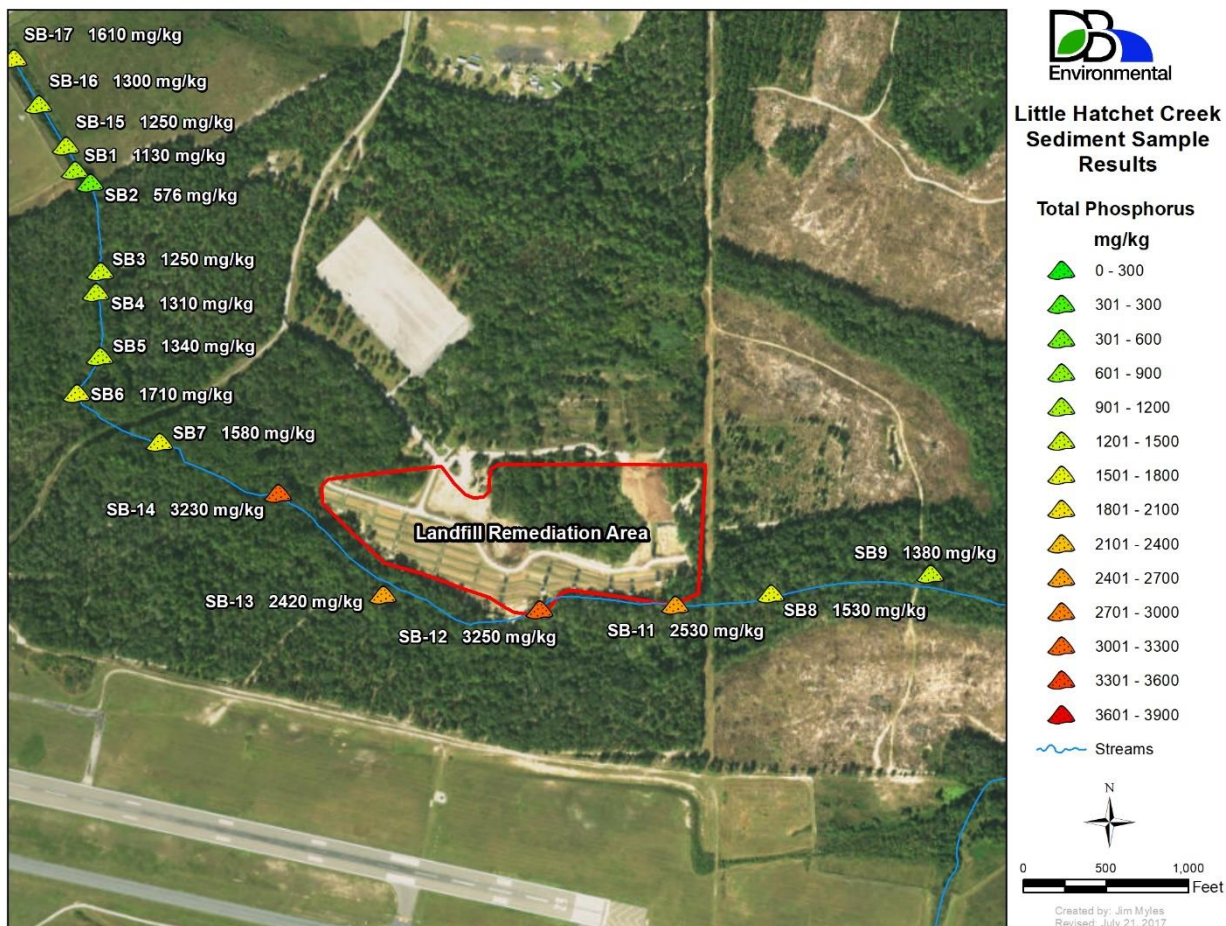 SB-17 1610 mg/kg
SB-16 1300 mg/kg
SB-15 1250 mg/kg
SB1 1130 mg/kg
SB2 576 mg/kg
SB3 1250 mg/kg
SB4 1310 mg/kg
SB5 1340 mg/kg
SB6 1710 mg/kg
SB7 1580 mg/kg
SB-14 3230 mg/kg
Landfill Remediation Area
SB9 1380 mg/kg
SB-13 2420 mg/kg
SB8 1530 mg/kg
SB-12 3250 mg/kg
SB-11 2530 mg/kg
DB
Environmental
Little Hatchet Creek
Sediment Sample
Results
Total Phosphorus
mg/kg
0 - 300
301 - 300
301 - 600
601 - 900
901 - 1200
1201 - 1500
1501 - 1800
1801 - 2100
2101 - 2400
2401 - 2700
2701 - 3000
3001 - 3300
3301 - 3600
3601 - 3900
Streams
N
0 500 1,000
Feet
Created by: Jim Myles
Revised: July 21, 2017